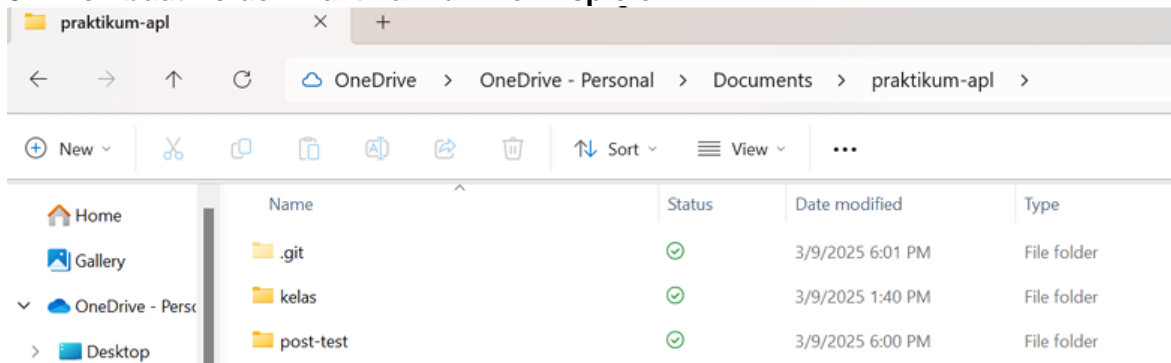 praktikum-apl
OneDrive > OneDrive - Personal > Documents > praktikum-apl >
New Sort View ...
Name Status Date modified Type
Home
Gallery
OneDrive - Perso
Desktop
.git 3/9/2025 6:01 PM File folder
kelas 3/9/2025 1:40 PM File folder
post-test 3/9/2025 6:00 PM File folder